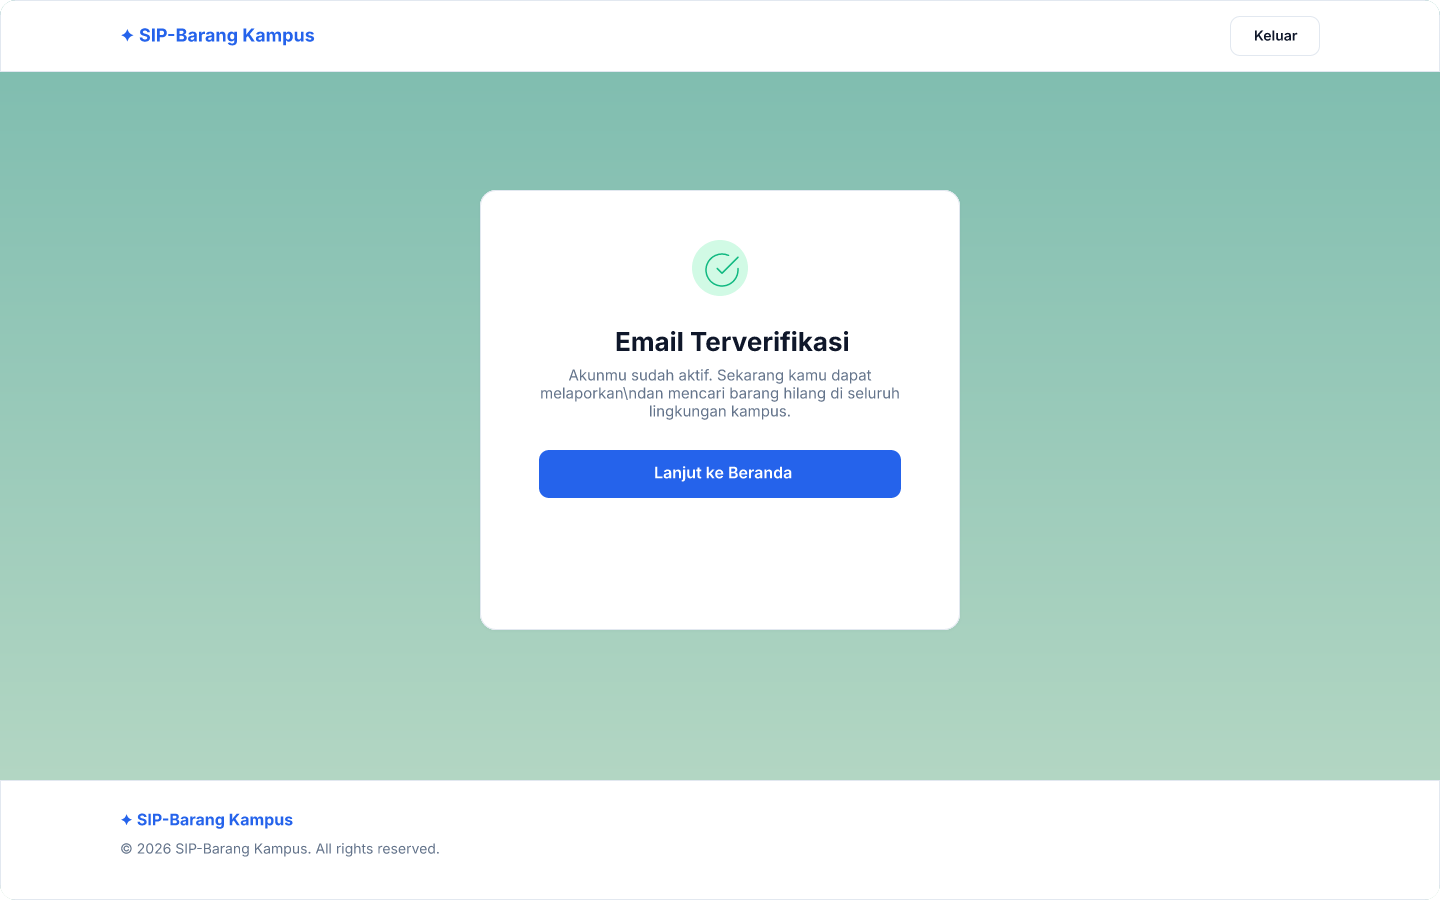 ✦ SIP-Barang Kampus
Keluar
Email Terverifikasi
Akunmu sudah aktif. Sekarang kamu dapat
melaporkan\ndan mencari barang hilang di seluruh
lingkungan kampus.
Lanjut ke Beranda
✦ SIP-Barang Kampus
© 2026 SIP-Barang Kampus. All rights reserved.